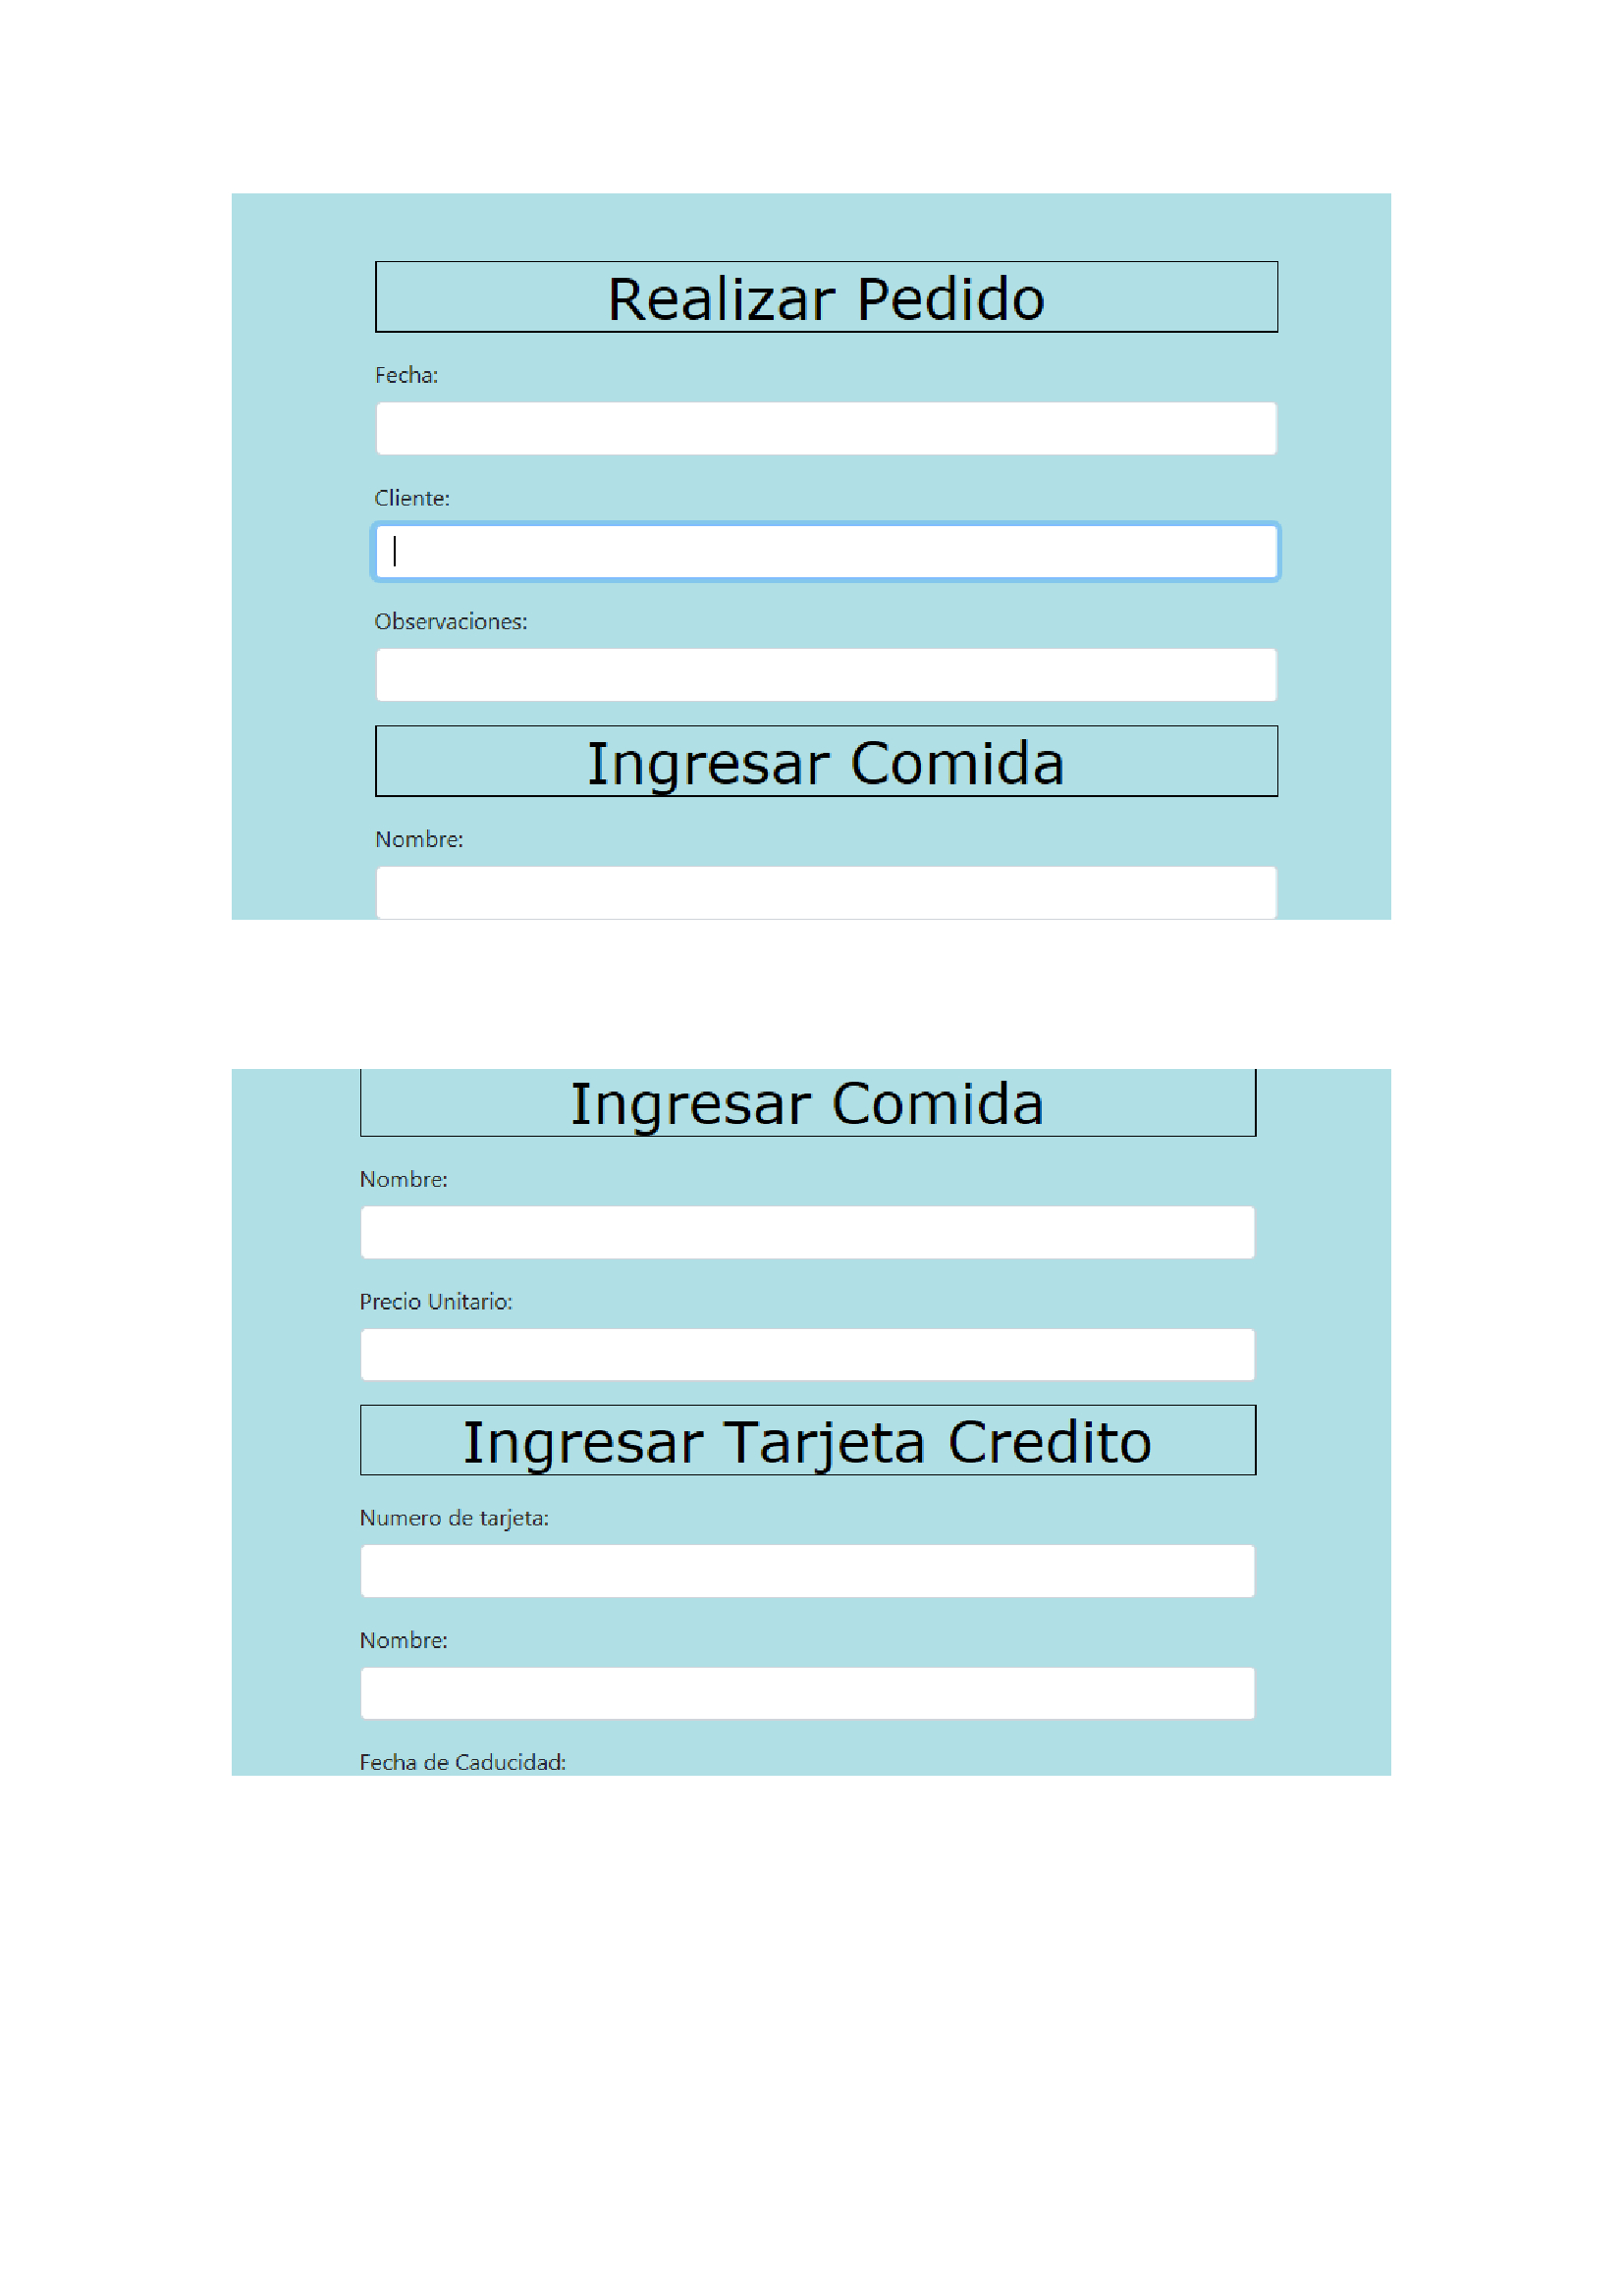 Realizar Pedido
Fecha:
Cliente:
Observaciones:
Ingresar Comida
Nombre:
Ingresar Comida
Nombre:
Precio Unitario:
Ingresar Tarjeta Credito
Numero de tarjeta:
Nombre:
Fecha de Caducidad: